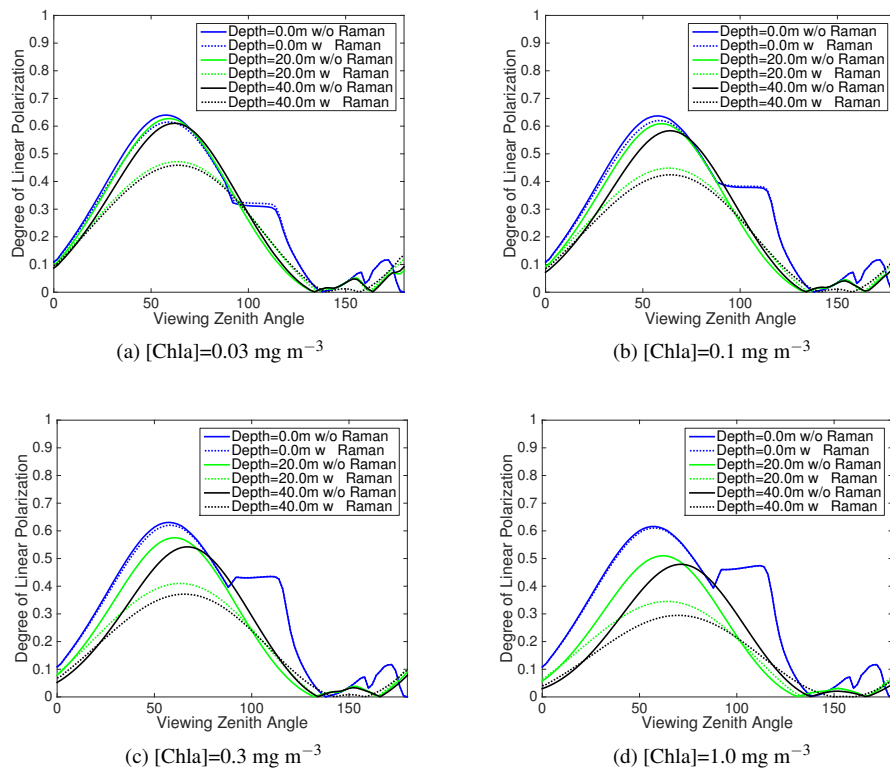 1
0.9
0.8
0.7
0.6
0.5
0.4
0.3
0.2
0.1
0
Degree of Linear Polarization
Depth=0.0m w/o Raman
Depth=0.0m w Raman
Depth=20.0m w/o Raman
Depth=20.0m w Raman
Depth=40.0m w/o Raman
Depth=40.0m w Raman
0 50 100 150
Viewing Zenith Angle
(a) [Chla]=0.03 mg m⁻³
1
0.9
0.8
0.7
0.6
0.5
0.4
0.3
0.2
0.1
0
Degree of Linear Polarization
Depth=0.0m w/o Raman
Depth=0.0m w Raman
Depth=20.0m w/o Raman
Depth=20.0m w Raman
Depth=40.0m w/o Raman
Depth=40.0m w Raman
0 50 100 150
Viewing Zenith Angle
(b) [Chla]=0.1 mg m⁻³
1
0.9
0.8
0.7
0.6
0.5
0.4
0.3
0.2
0.1
0
Degree of Linear Polarization
Depth=0.0m w/o Raman
Depth=0.0m w Raman
Depth=20.0m w/o Raman
Depth=20.0m w Raman
Depth=40.0m w/o Raman
Depth=40.0m w Raman
0 50 100 150
Viewing Zenith Angle
(c) [Chla]=0.3 mg m⁻³
1
0.9
0.8
0.7
0.6
0.5
0.4
0.3
0.2
0.1
0
Degree of Linear Polarization
Depth=0.0m w/o Raman
Depth=0.0m w Raman
Depth=20.0m w/o Raman
Depth=20.0m w Raman
Depth=40.0m w/o Raman
Depth=40.0m w Raman
0 50 100 150
Viewing Zenith Angle
(d) [Chla]=1.0 mg m⁻³